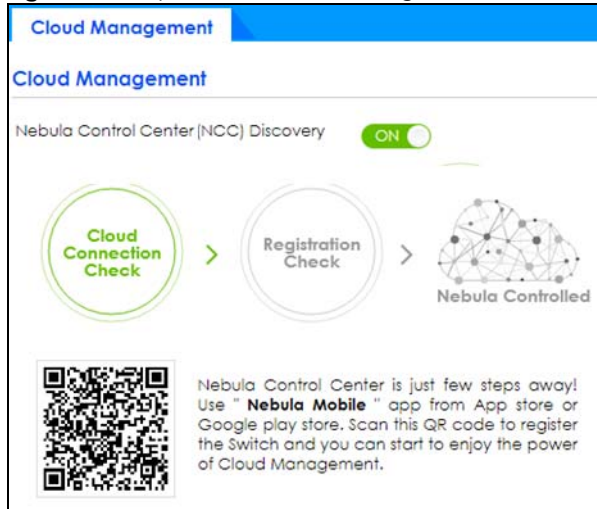 Cloud Management
Cloud Management
Nebula Control Center (NCC) Discovery ON
Cloud
Connection
Check
>
Registration
Check
>
Nebula Controlled
Nebula Control Center is just few steps away!
Use " Nebula Mobile " app from App store or
Google play store. Scan this QR code to register
the Switch and you can start to enjoy the power
of Cloud Management.